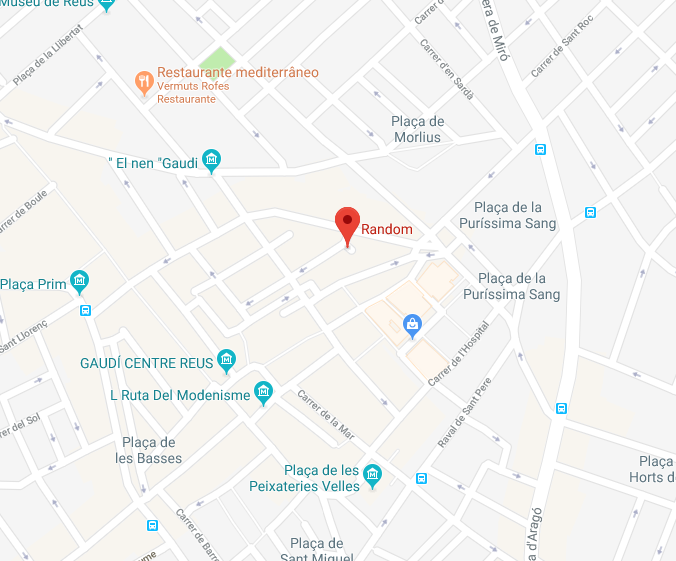 Museu de Reus
Plaça de la Llibertat
Carrer d
era de Miró
Carrer d'en Sardà
Carrer de Sant Roc
Restaurante mediterrâneo
Vermuts Rofes
Restaurante
Plaça de
Morlius
" El nen "Gaudi
Carrer de Boule
Random
Plaça de la
Puríssima Sang
Plaça Prim
Plaça de la
Puríssima Sang
Sant Llorenç
GAUDÍ CENTRE REUS
L Ruta Del Modenisme
Carrer de l'Hospital
Raval de Sant Pere
Carrer de la Mar
rrer del Sol
Plaça de
les Basses
Plaça de les
Peixateries Velles
Plaça
Horts de
a d'Aragó
Carrer de Barre
Plaça de
Sant Miquel
ume